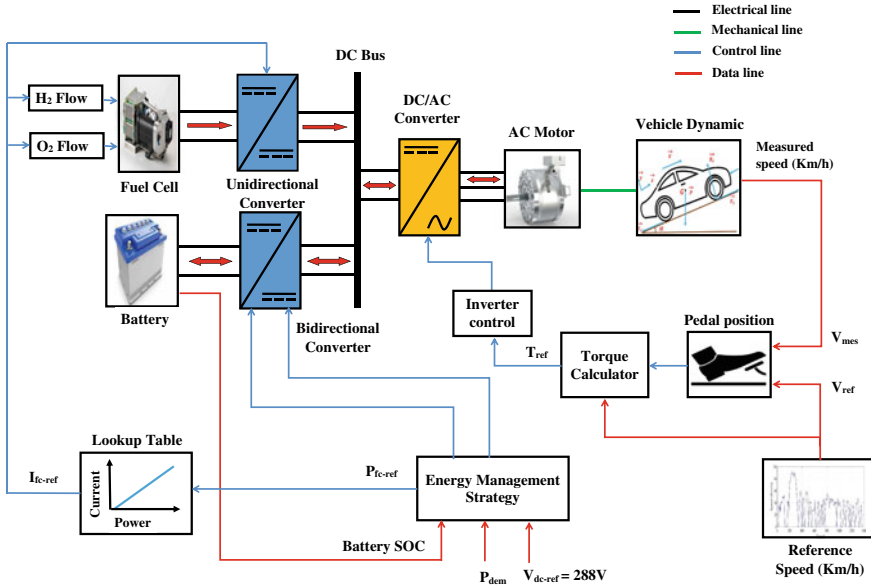 Electrical line
Mechanical line
Control line
Data line
DC Bus
H₂ Flow
O₂ Flow
Fuel Cell
Unidirectional
Converter
DC/AC
Converter
AC Motor
Vehicle Dynamic
Measured
speed (Km/h)
Battery
Bidirectional
Converter
Inverter
control
Tref
Torque
Calculator
Pedal position
Vmes
Vref
Lookup Table
Current
Power
Ifc-ref
Pfc-ref
Energy Management
Strategy
Battery SOC
Pdem
Vdc-ref = 288V
Reference
Speed (Km/h)